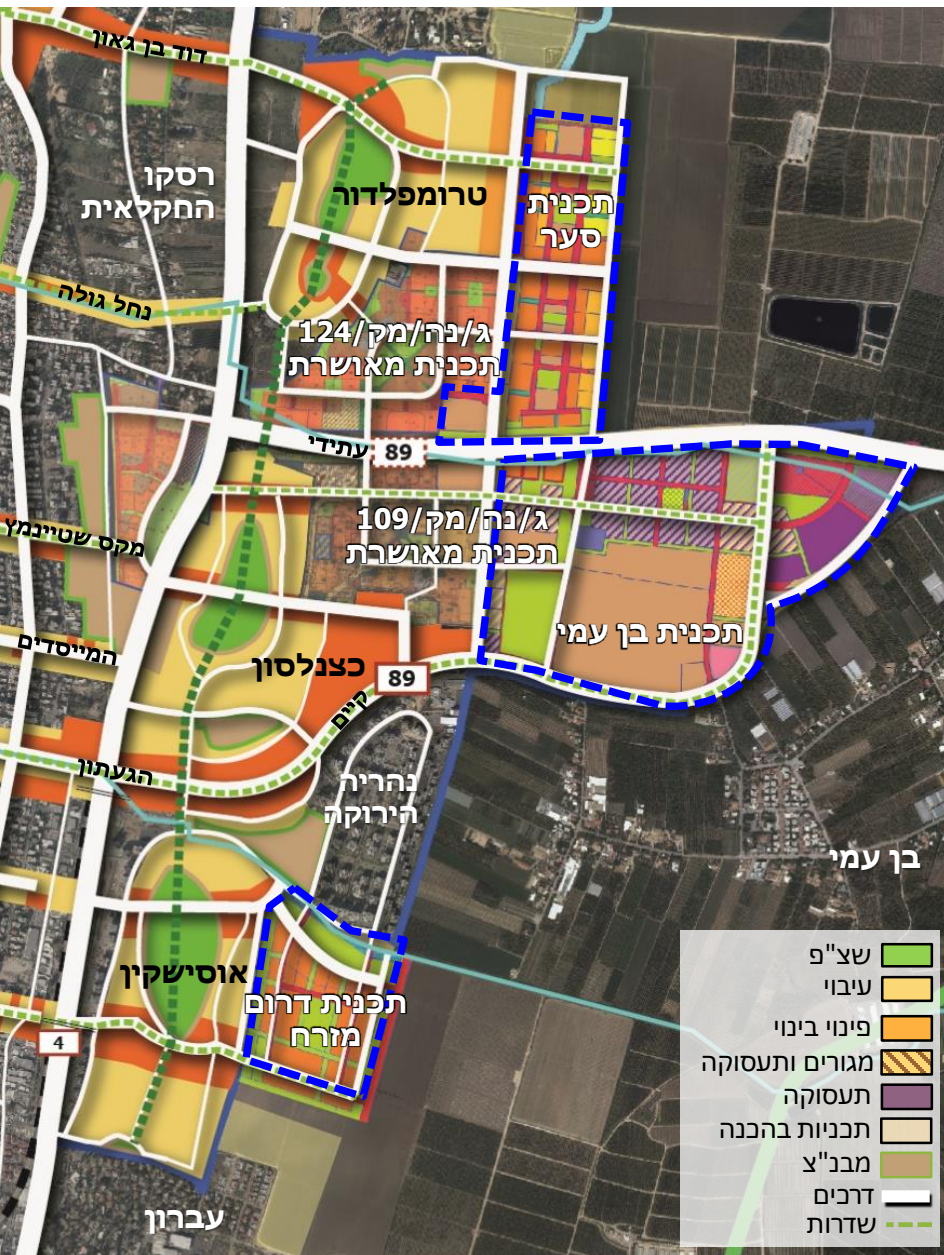 דוד בן גאון
רסקו
החקלאית
טרומפלדור
תכנית
סער
נחל גולה
ג/נה/מק/124
תכנית מאושרת
עתידי
89
ג/נה/מק/109
תכנית מאושרת
מקס שטיינמץ
תכנית בן עמי
המייסדים
כצנלסון
89
קיים
הגעתון
נהריה
הירוקה
בן עמי
אוסישקין
תכנית דרום
מזרח
4
עברון
שצ"פ
עיבוי
פינוי בינוי
מגורים ותעסוקה
תעסוקה
תכניות בהכנה
מבנ"צ
דרכים
שדרות